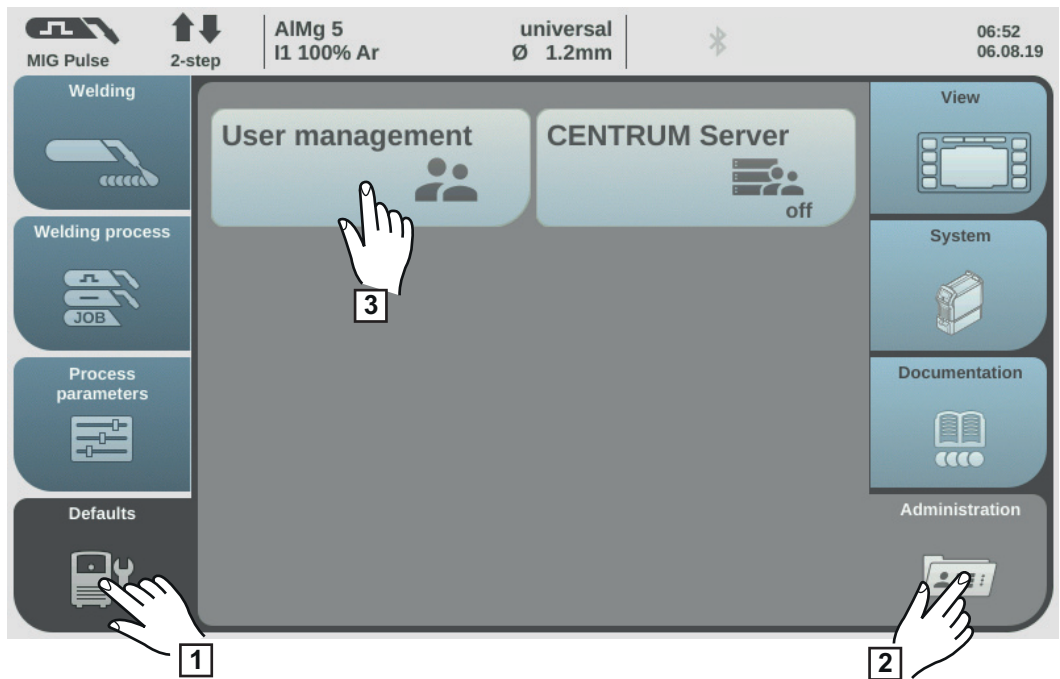 MIG Pulse
2-step
AlMg 5
I1 100% Ar
universal
Ø 1.2mm
06:52
06.08.19
Welding
Welding process
JOB
Process
parameters
Defaults
User management
CENTRUM Server
off
View
System
Documentation
Administration
3
1
2